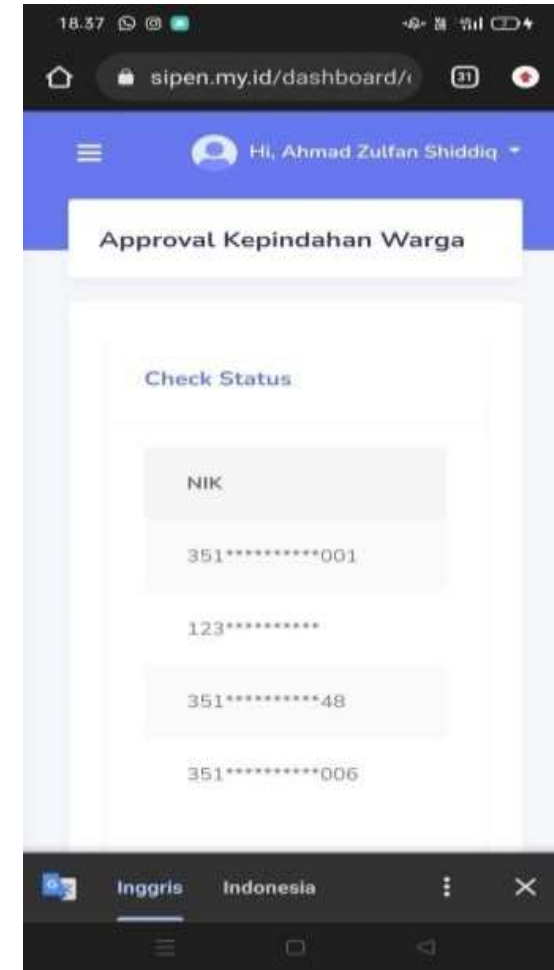 18.37
sipen.my.id/dashboard/
31
Hi, Ahmad Zulfan Shiddiq
Approval Kepindahan Warga
Check Status
NIK
351**********001
123**********
351**********48
351**********006
Inggris Indonesia